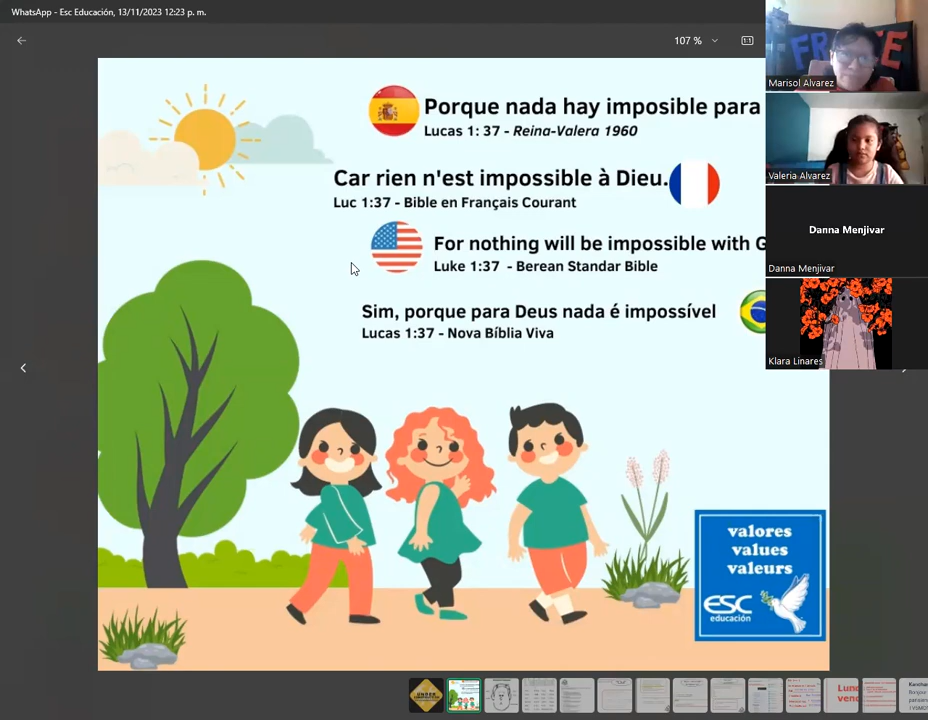 WhatsApp - Esc Educación, 13/11/2023 12:23 p. m.
107 %
Porque nada hay imposible para
Lucas 1: 37 - Reina-Valera 1960
Car rien n'est impossible à Dieu.
Luc 1:37 - Bible en Français Courant
For nothing will be impossible with G
Luke 1:37 - Berean Standar Bible
Sim, porque para Deus nada é impossível
Lucas 1:37 - Nova Bíblia Viva
valores
values
valeurs
esc
educación
Marisol Alvarez
Valeria Alvarez
Danna Menjivar
Danna Menjivar
Klara Linares